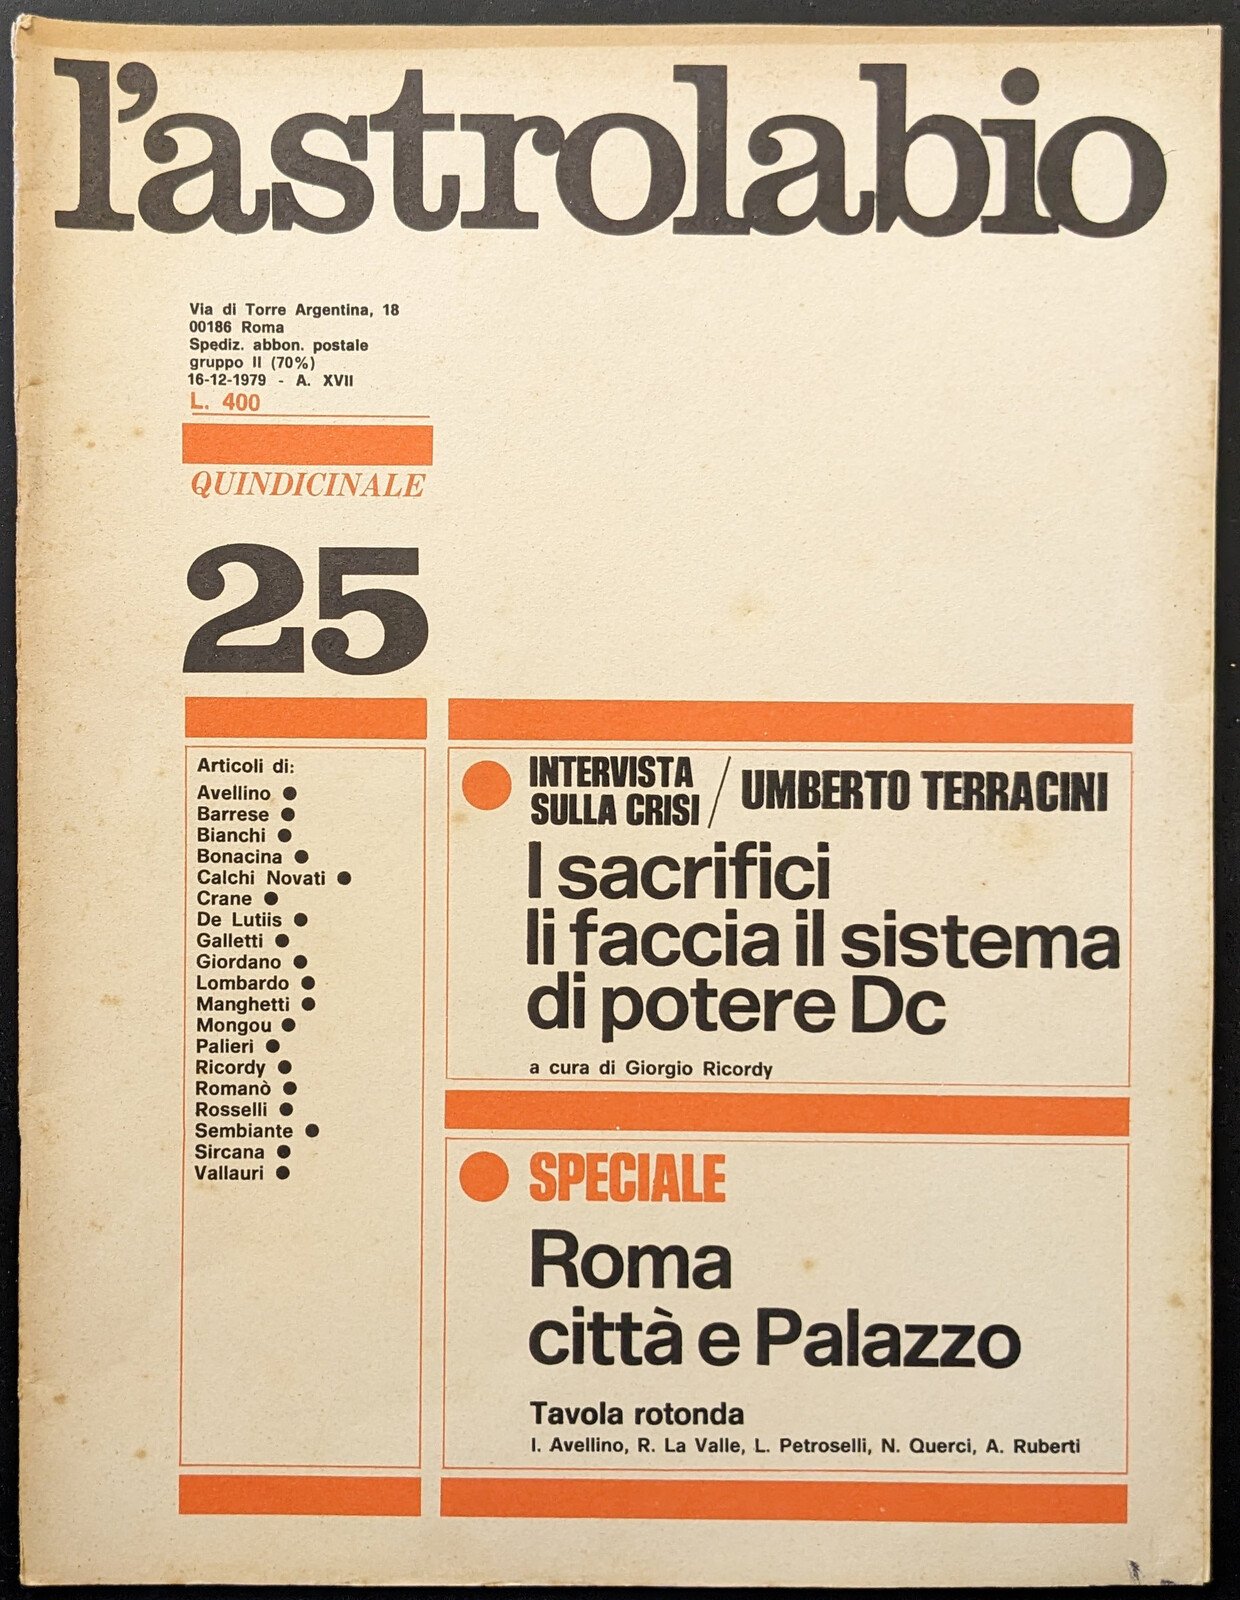 l'astrolabio
Via di Torre Argentina, 18
00186 Roma
Spediz. abbon. postale
gruppo II (70%)
16-12-1979 - A. XVII
L. 400
QUINDICINALE
25
Articoli di:
Avellino ●
Barrese ●
Bianchi ●
Bonacina ●
Calchi Novati ●
Crane ●
De Lutiis ●
Galletti ●
Giordano ●
Lombardo ●
Manghetti ●
Mongou ●
Palieri ●
Ricordy ●
Romanò ●
Rosselli ●
Sembiante ●
Sircana ●
Vallauri ●
INTERVISTA
SULLA CRISI / UMBERTO TERRACINI
I sacrifici
li faccia il sistema
di potere Dc
a cura di Giorgio Ricordy
SPECIALE
Roma
città e Palazzo
Tavola rotonda
I. Avellino, R. La Valle, L. Petroselli, N. Querci, A. Ruberti